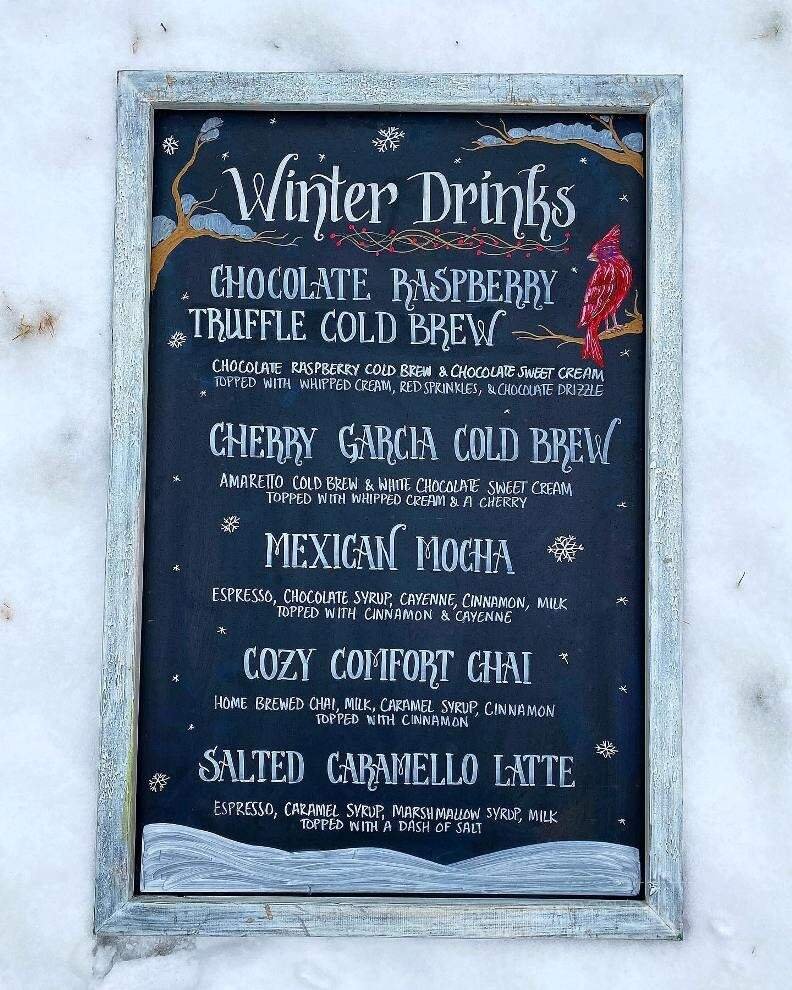 Winter Drinks
CHOCOLATE RASPBERRY
TRUFFLE COLD BREW
CHOCOLATE RASPBERRY COLD BREW & CHOCOLATE SWEET CREAM
TOPPED WITH WHIPPED CREAM, RED SPRINKLES, & CHOCOLATE DRIZZLE
CHERRY GARCIA COLD BREW
AMARETTO COLD BREW & WHITE CHOCOLATE SWEET CREAM
TOPPED WITH WHIPPED CREAM & A CHERRY
MEXICAN MOCHA
ESPRESSO, CHOCOLATE SYRUP, CAYENNE, CINNAMON, MILK
TOPPED WITH CINNAMON & CAYENNE
COZY COMFORT CHAI
HOME BREWED CHAI, MILK, CARAMEL SYRUP, CINNAMON
TOPPED WITH CINNAMON
SALTED CARAMELLO LATTE
ESPRESSO, CARAMEL SYRUP, MARSHMALLOW SYRUP, MILK
TOPPED WITH A DASH OF SALT